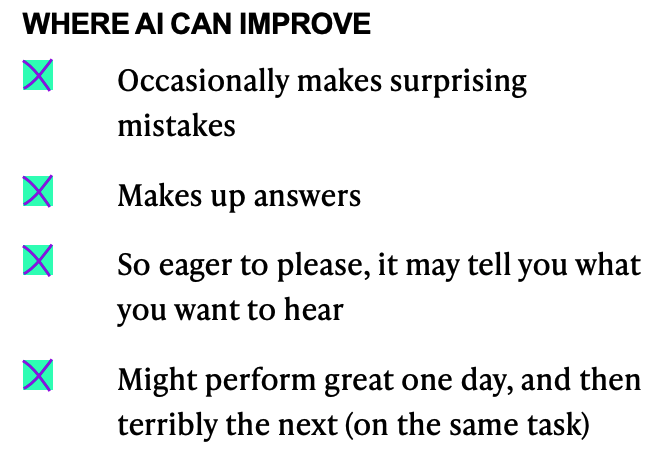 WHERE AI CAN IMPROVE
Occasionally makes surprising
mistakes
Makes up answers
So eager to please, it may tell you what
you want to hear
Might perform great one day, and then
terribly the next (on the same task)